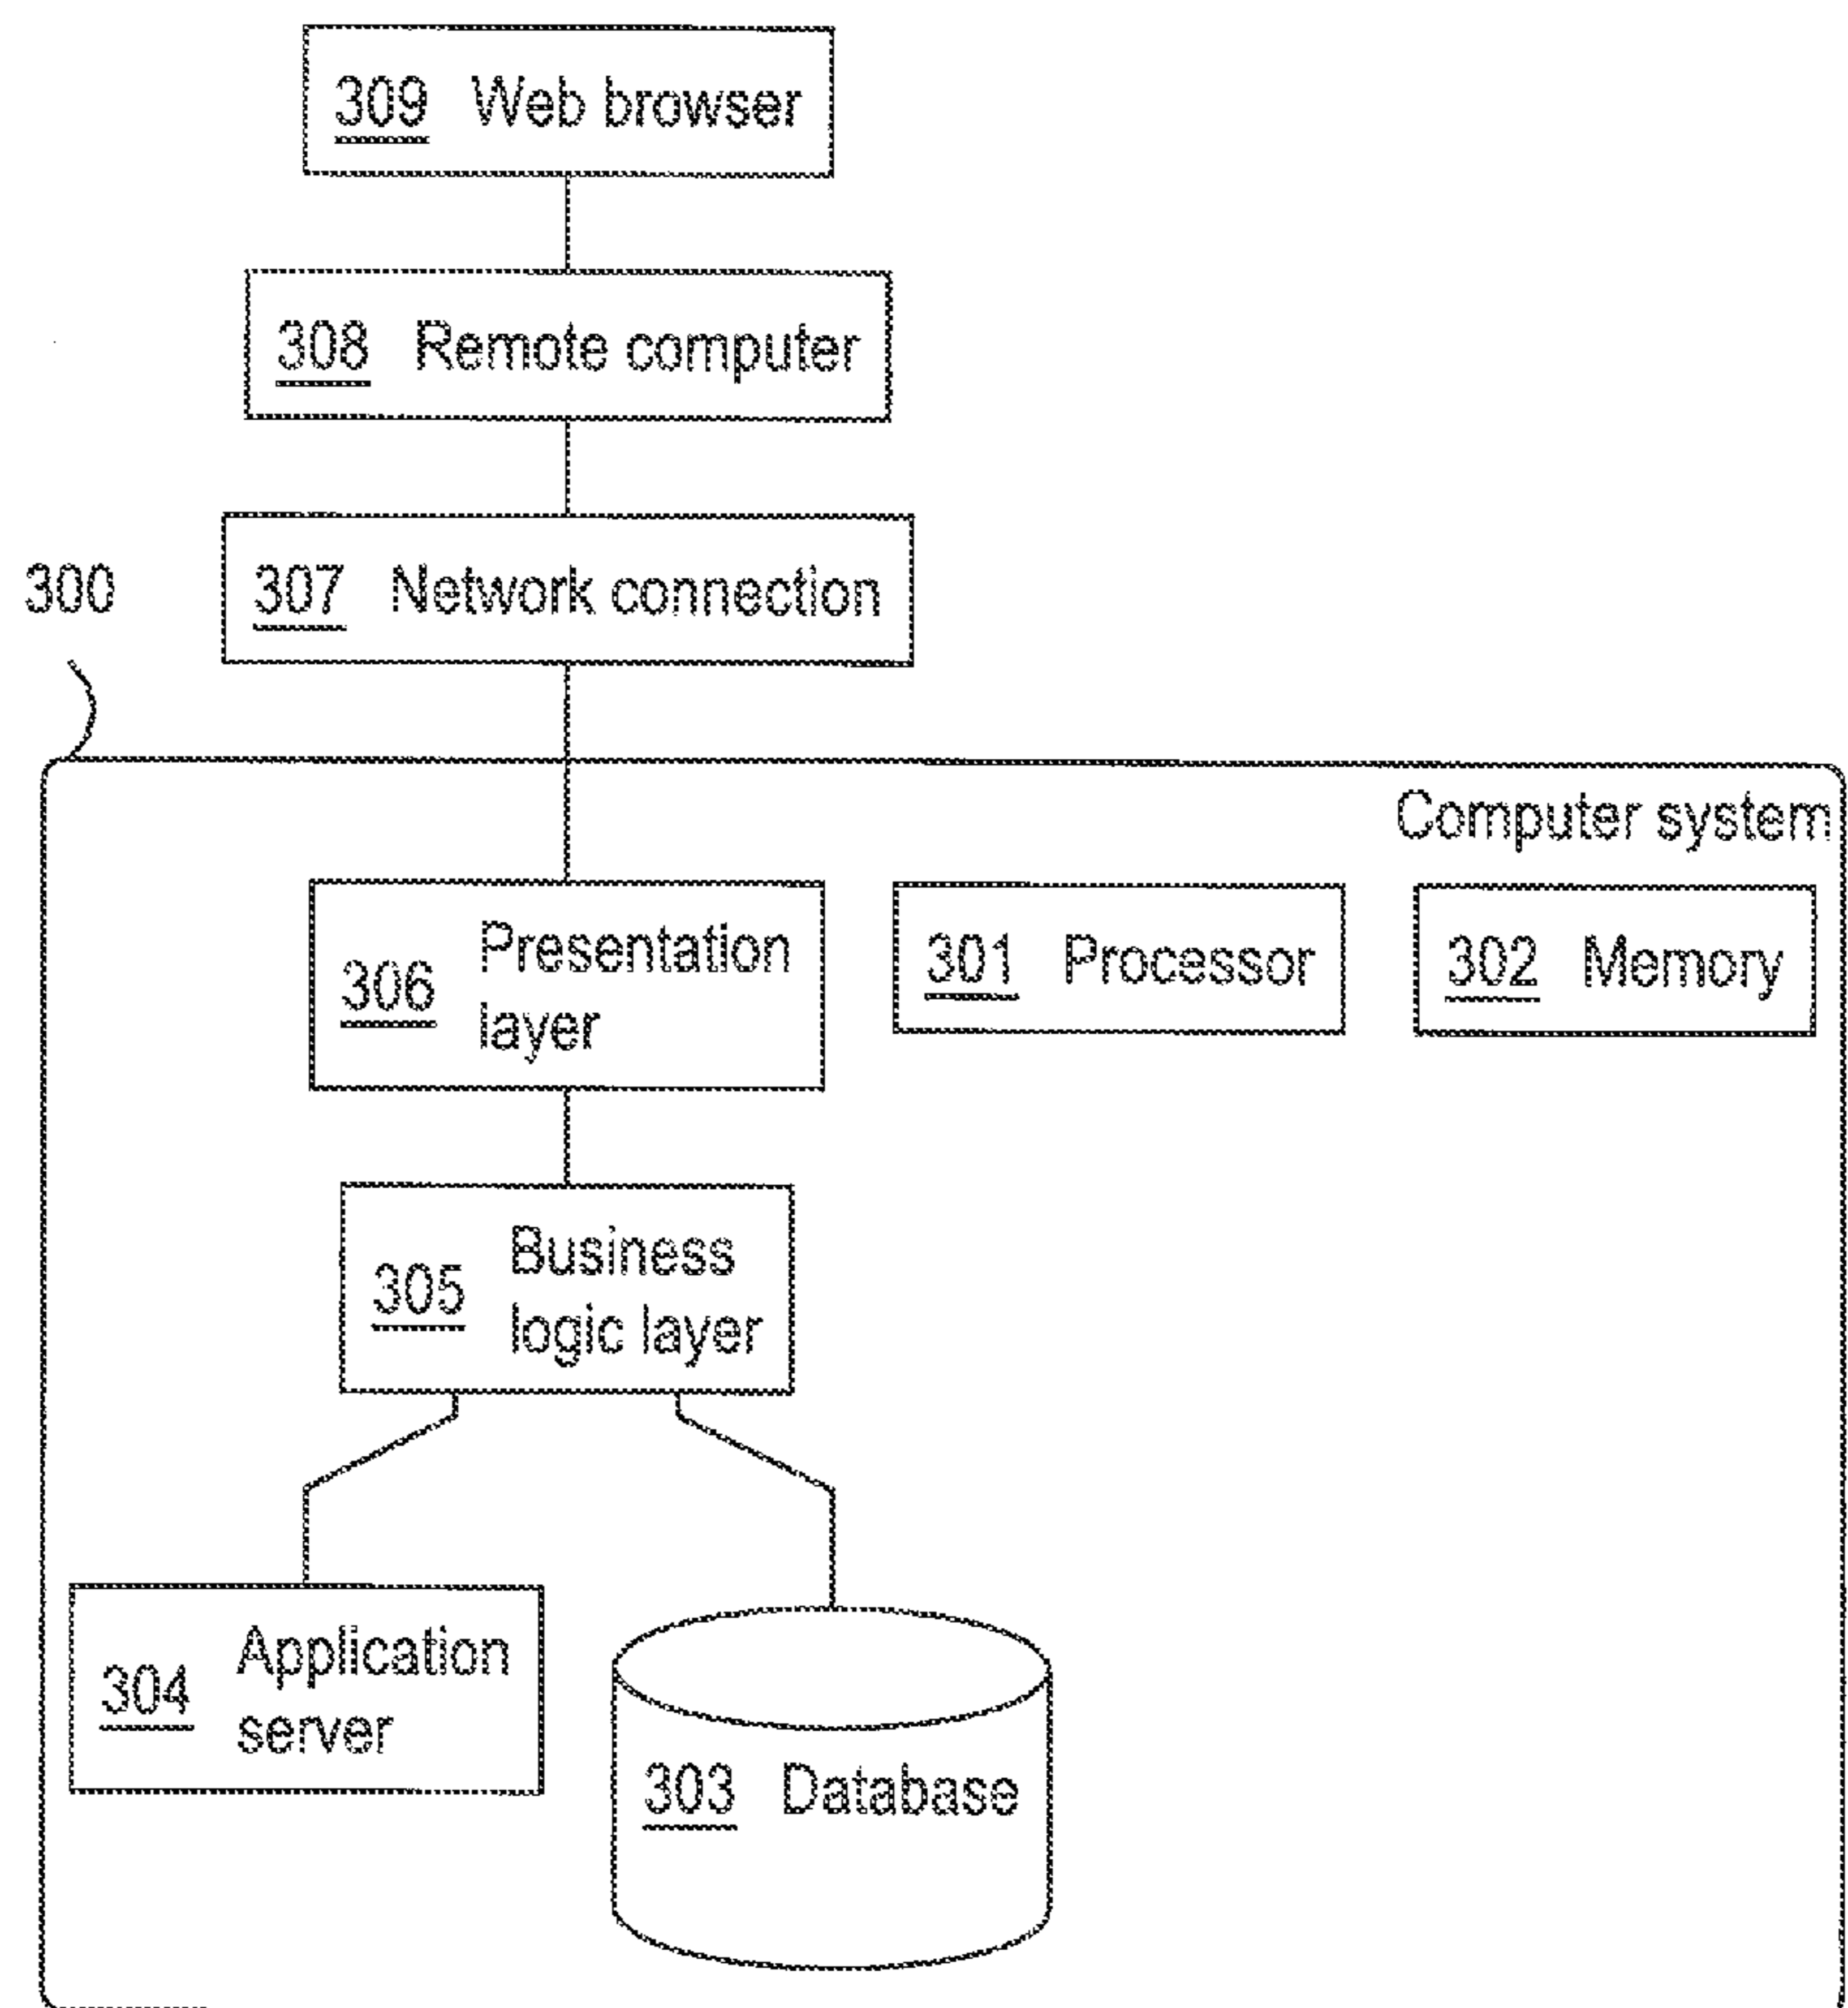 309 Web browser
308 Remote computer
300
307 Network connection
Computer system
306 Presentation
layer
301 Processor
302 Memory
305 Business
logic layer
304 Application
server
303 Database